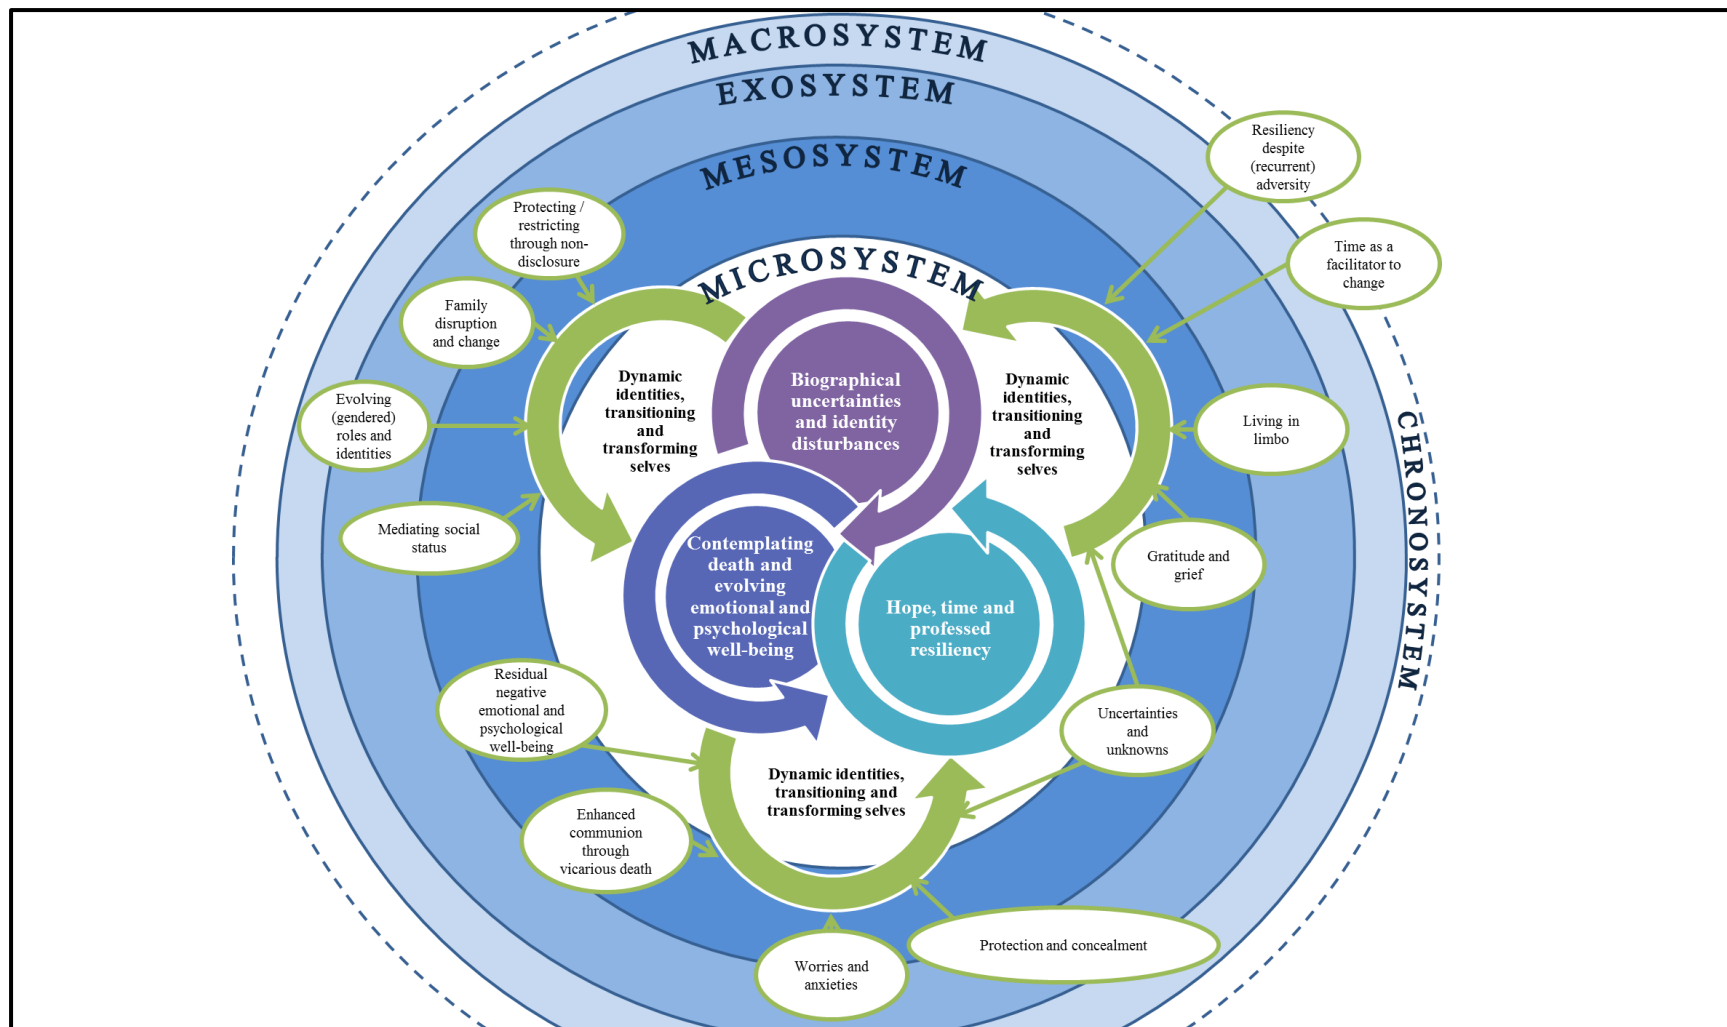 MACROSYSTEM
EXOSYSTEM
MESOSYSTEM
MICROSYSTEM
CHRONOSYSTEM
Resiliency
despite
(recurrent)
adversity
Protecting /
restricting
through non-
disclosure
Time as a
facilitator to
change
Family
disruption
and change
Evolving
(gendered)
roles and
identities
Mediating social
status
Dynamic
identities,
transitioning
and
transforming
selves
Biographical
uncertainties
and identity
disturbances
Dynamic
identities,
transitioning
and
transforming
selves
Living in
limbo
Gratitude and
grief
Contemplating
death and
evolving
emotional and
psychological
well-being
Hope, time and
professed
resiliency
Residual
negative
emotional and
psychological
well-being
Uncertainties
and
unknowns
Dynamic identities,
transitioning and
transforming selves
Enhanced
communion
through
vicarious death
Worries and
anxieties
Protection and concealment